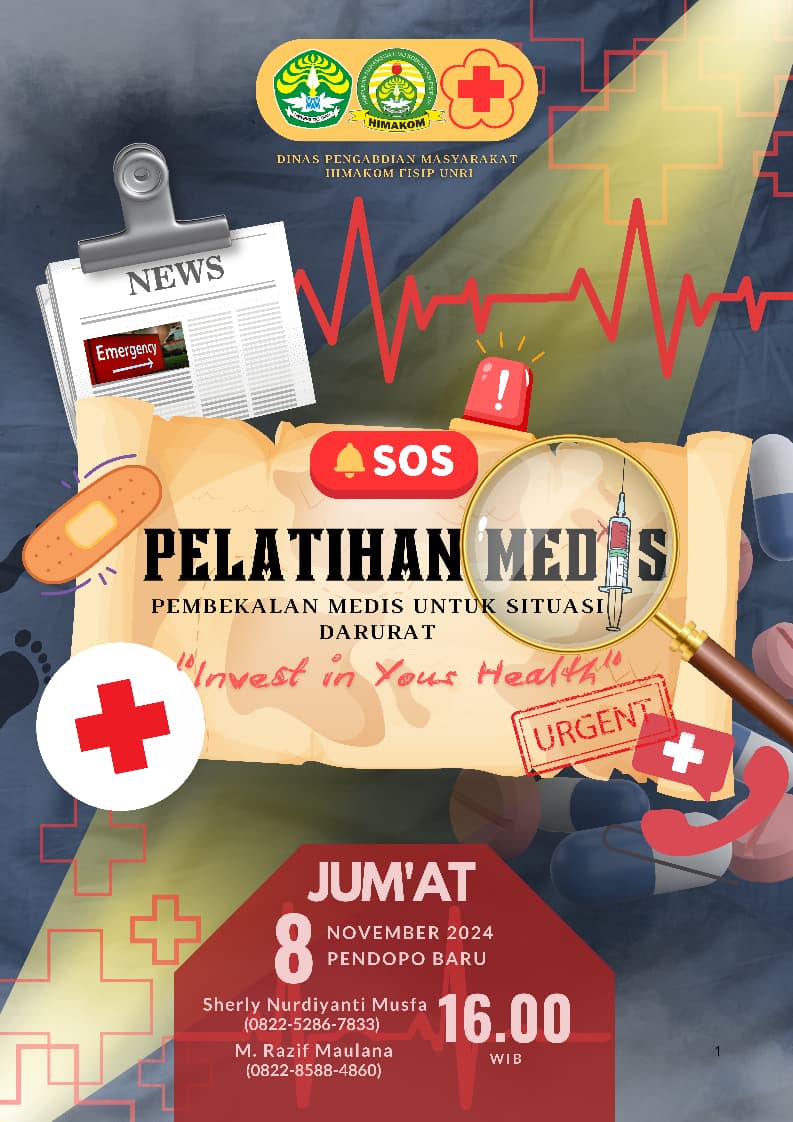 HIMAKOM
DINAS PENGABDIAN MASYARAKAT
HIMAKOM FISIP UNRI
NEWS
Emergency
SOS
PELATIHAN MEDIS
PEMBEKALAN MEDIS UNTUK SITUASI
DARURAT
"Invest in Your Health"
URGENT
JUM'AT
8
NOVEMBER 2024
PENDOPO BARU
Sherly Nurdiyanti Musfa
(0822-5286-7833)
M. Razif Maulana
(0822-8588-4860)
16.00
WIB
1